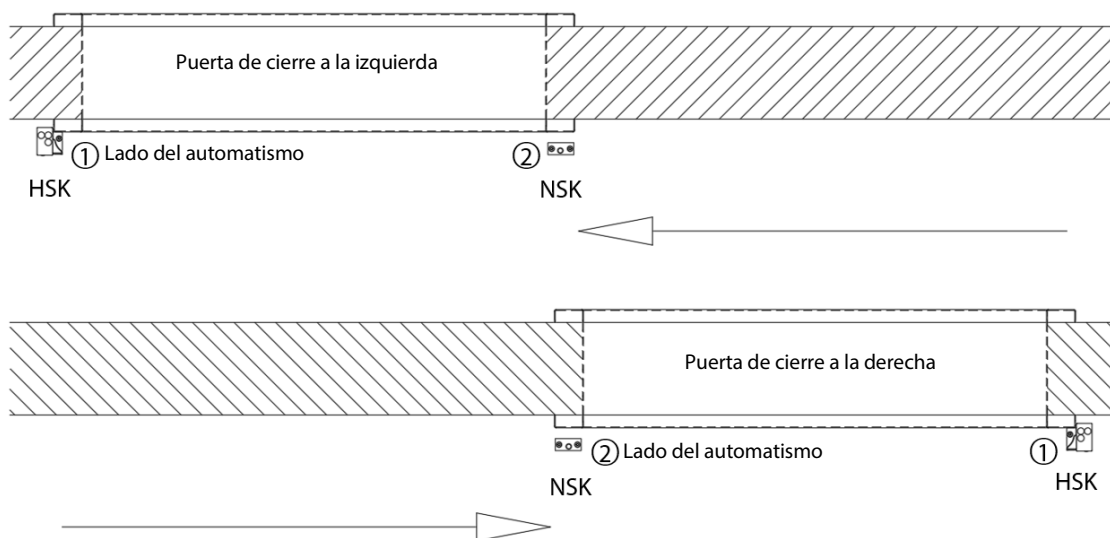 Puerta de cierre a la izquierda
① Lado del automatismo
②
HSK
NSK
Puerta de cierre a la derecha
② Lado del automatismo
①
NSK
HSK